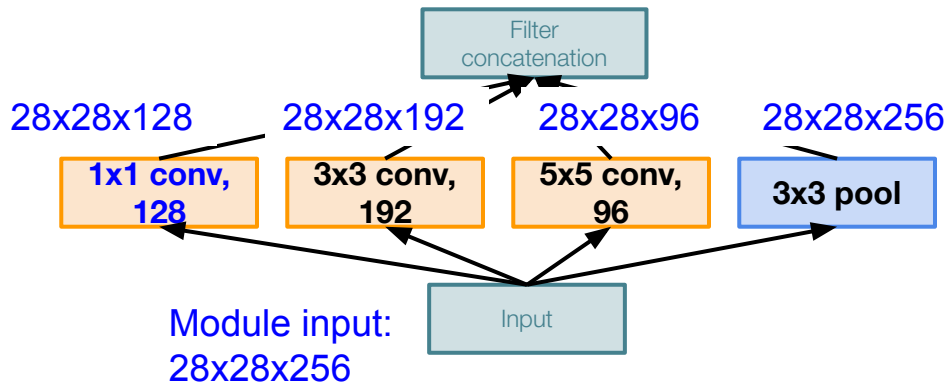 Filter
concatenation
28x28x128 28x28x192 28x28x96 28x28x256
1x1 conv,
128
3x3 conv,
192
5x5 conv,
96
3x3 pool
Input
Module input:
28x28x256